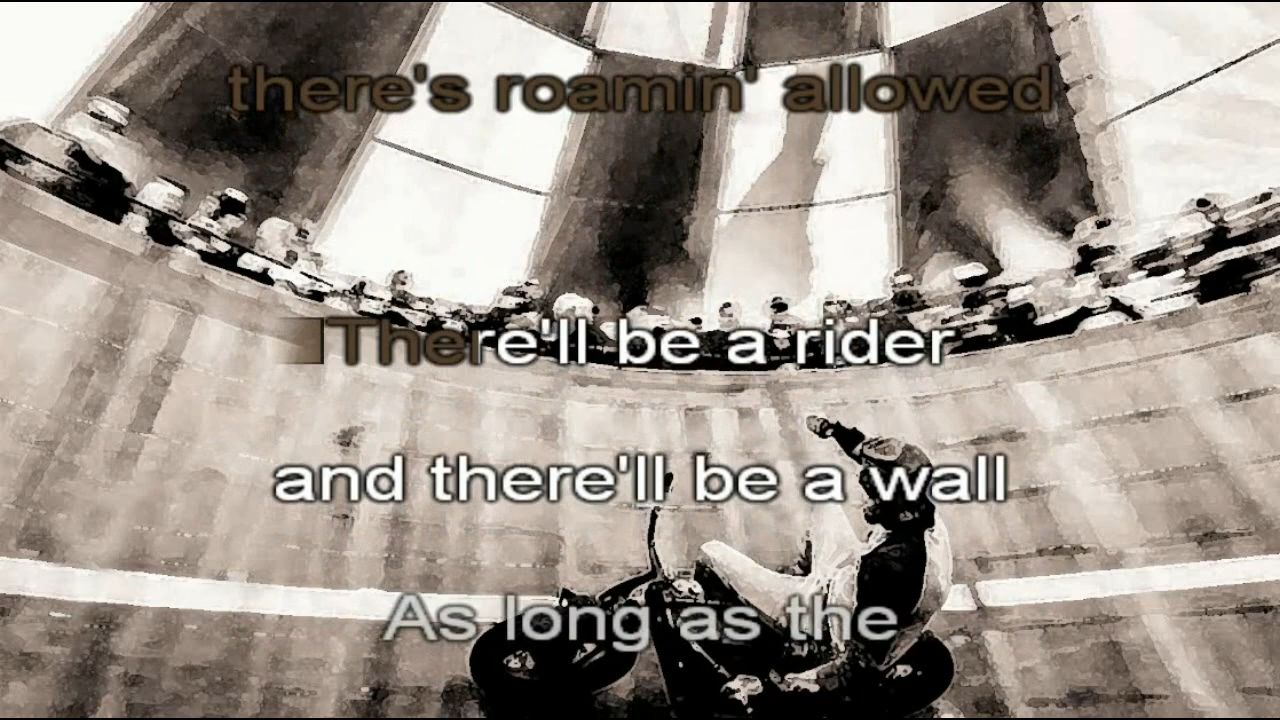 there's roamin' allowed
There'll be a rider
and there'll be a wall
As long as the